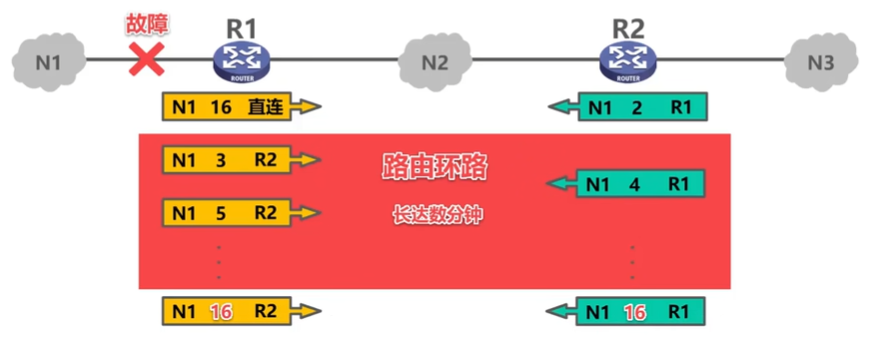 故障
R1
R2
N1
N2
N3
ROUTER
ROUTER
N1 16 直连
N1 2 R1
N1 3 R2
路由环路
N1 4 R1
N1 5 R2
长达数分钟
N1 16 R2
N1 16 R1